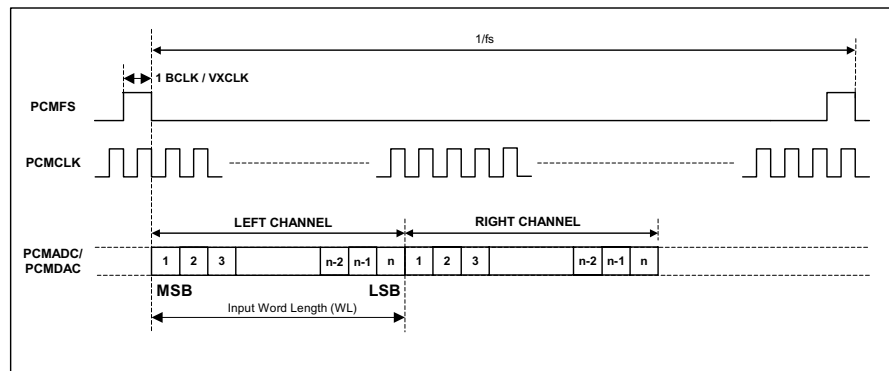 1/fs
1 BCLK / VXCLK
PCMFS
PCMCLK
LEFT CHANNEL
RIGHT CHANNEL
PCMADC/
PCMDAC
1 2 3 n-2 n-1 n 1 2 3 n-2 n-1 n
MSB LSB
Input Word Length (WL)